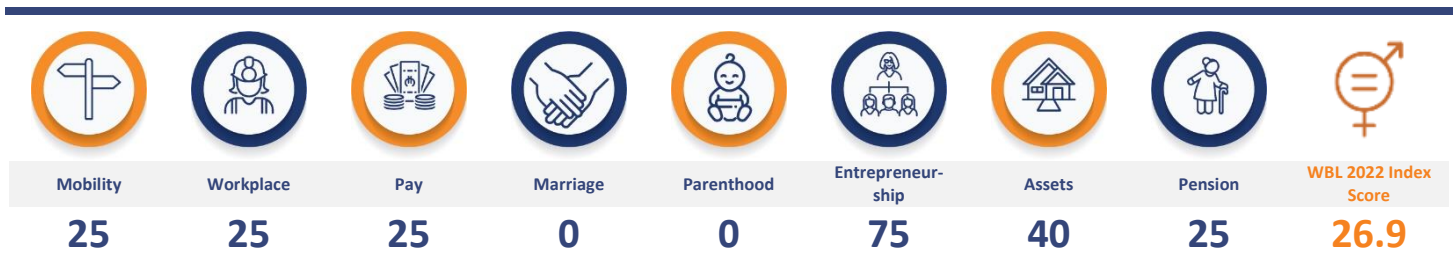 Mobility
Workplace
Pay
Marriage
Parenthood
Entrepreneur-
ship
Assets
Pension
WBL 2022 Index
Score
25
25
25
0
0
75
40
25
26.9